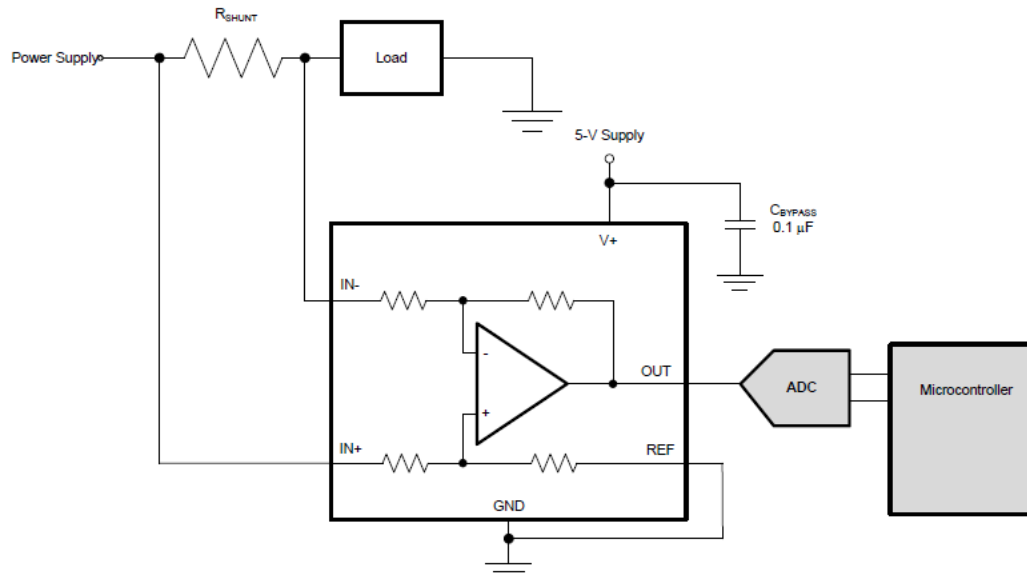 RSHUNT
Power Supply
Load
5-V Supply
CBYPASS
0.1 µF
V+
IN-
-
OUT
ADC
Microcontroller
+
IN+
REF
GND